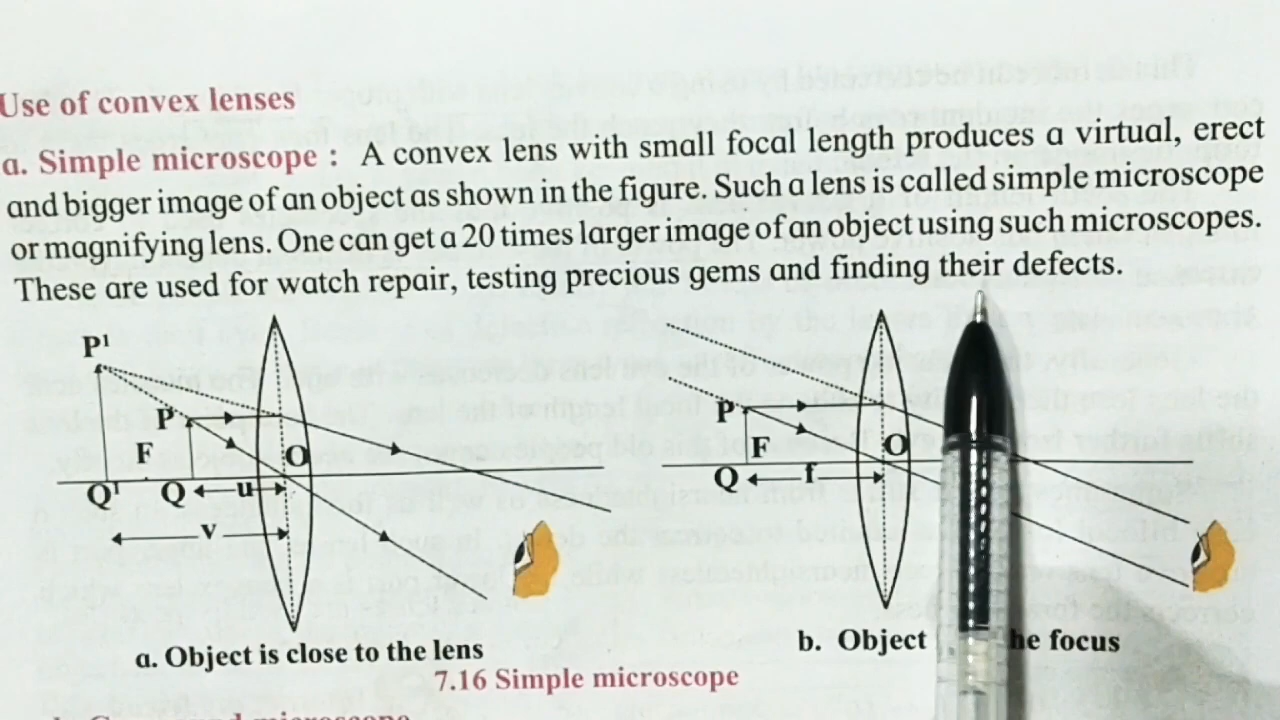 Use of convex lenses
a. Simple microscope : A convex lens with small focal length produces a virtual, erect
and bigger image of an object as shown in the figure. Such a lens is called simple microscope
or magnifying lens. One can get a 20 times larger image of an object using such microscopes.
These are used for watch repair, testing precious gems and finding their defects.
P¹
P
F
O
Q¹
Q
u
v
P
F
O
Q
f
a. Object is close to the lens
b. Object he focus
7.16 Simple microscope